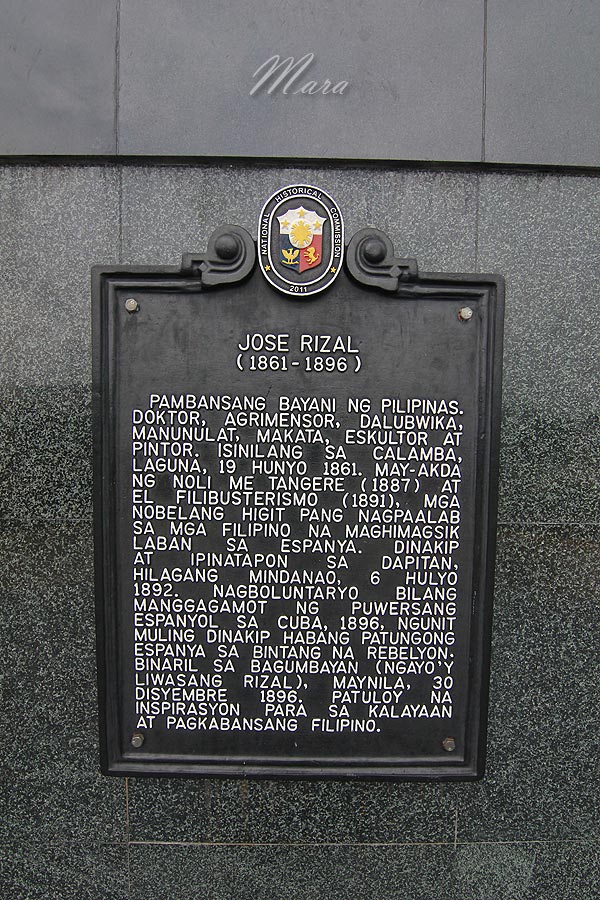 Mara
NATIONAL HISTORICAL COMMISSION
2011
JOSE RIZAL
(1861-1896)
PAMBANSANG BAYANI NG PILIPINAS.
DOKTOR, AGRIMENSOR, DALUBWIKA,
MANUNULAT, MAKATA, ESKULTOR AT
PINTOR. ISINILANG SA CALAMBA,
LAGUNA, 19 HUNYO 1861. MAY-AKDA
NG NOLI ME TANGERE (1887) AT
EL FILIBUSTERISMO (1891), MGA
NOBELANG HIGIT PANG NAGPAALAB
SA MGA FILIPINO NA MAGHIMAGSIK
LABAN SA ESPANYA. DINAKIP
AT IPINATAPON SA DAPITAN,
HILAGANG MINDANAO, 6 HULYO
1892. NAGBOLUNTARYO BILANG
MANGGAGAMOT NG PUWERSANG
ESPANYOL SA CUBA, 1896, NGUNIT
MULING DINAKIP HABANG PATUNGONG
ESPANYA SA BINTANG NA REBELYON.
BINARIL SA BAGUMBAYAN (NGAYO'Y
LIWASANG RIZAL), MAYNILA, 30
DISYEMBRE 1896. PATULOY NA
INSPIRASYON PARA SA KALAYAAN
AT PAGKABANSANG FILIPINO.